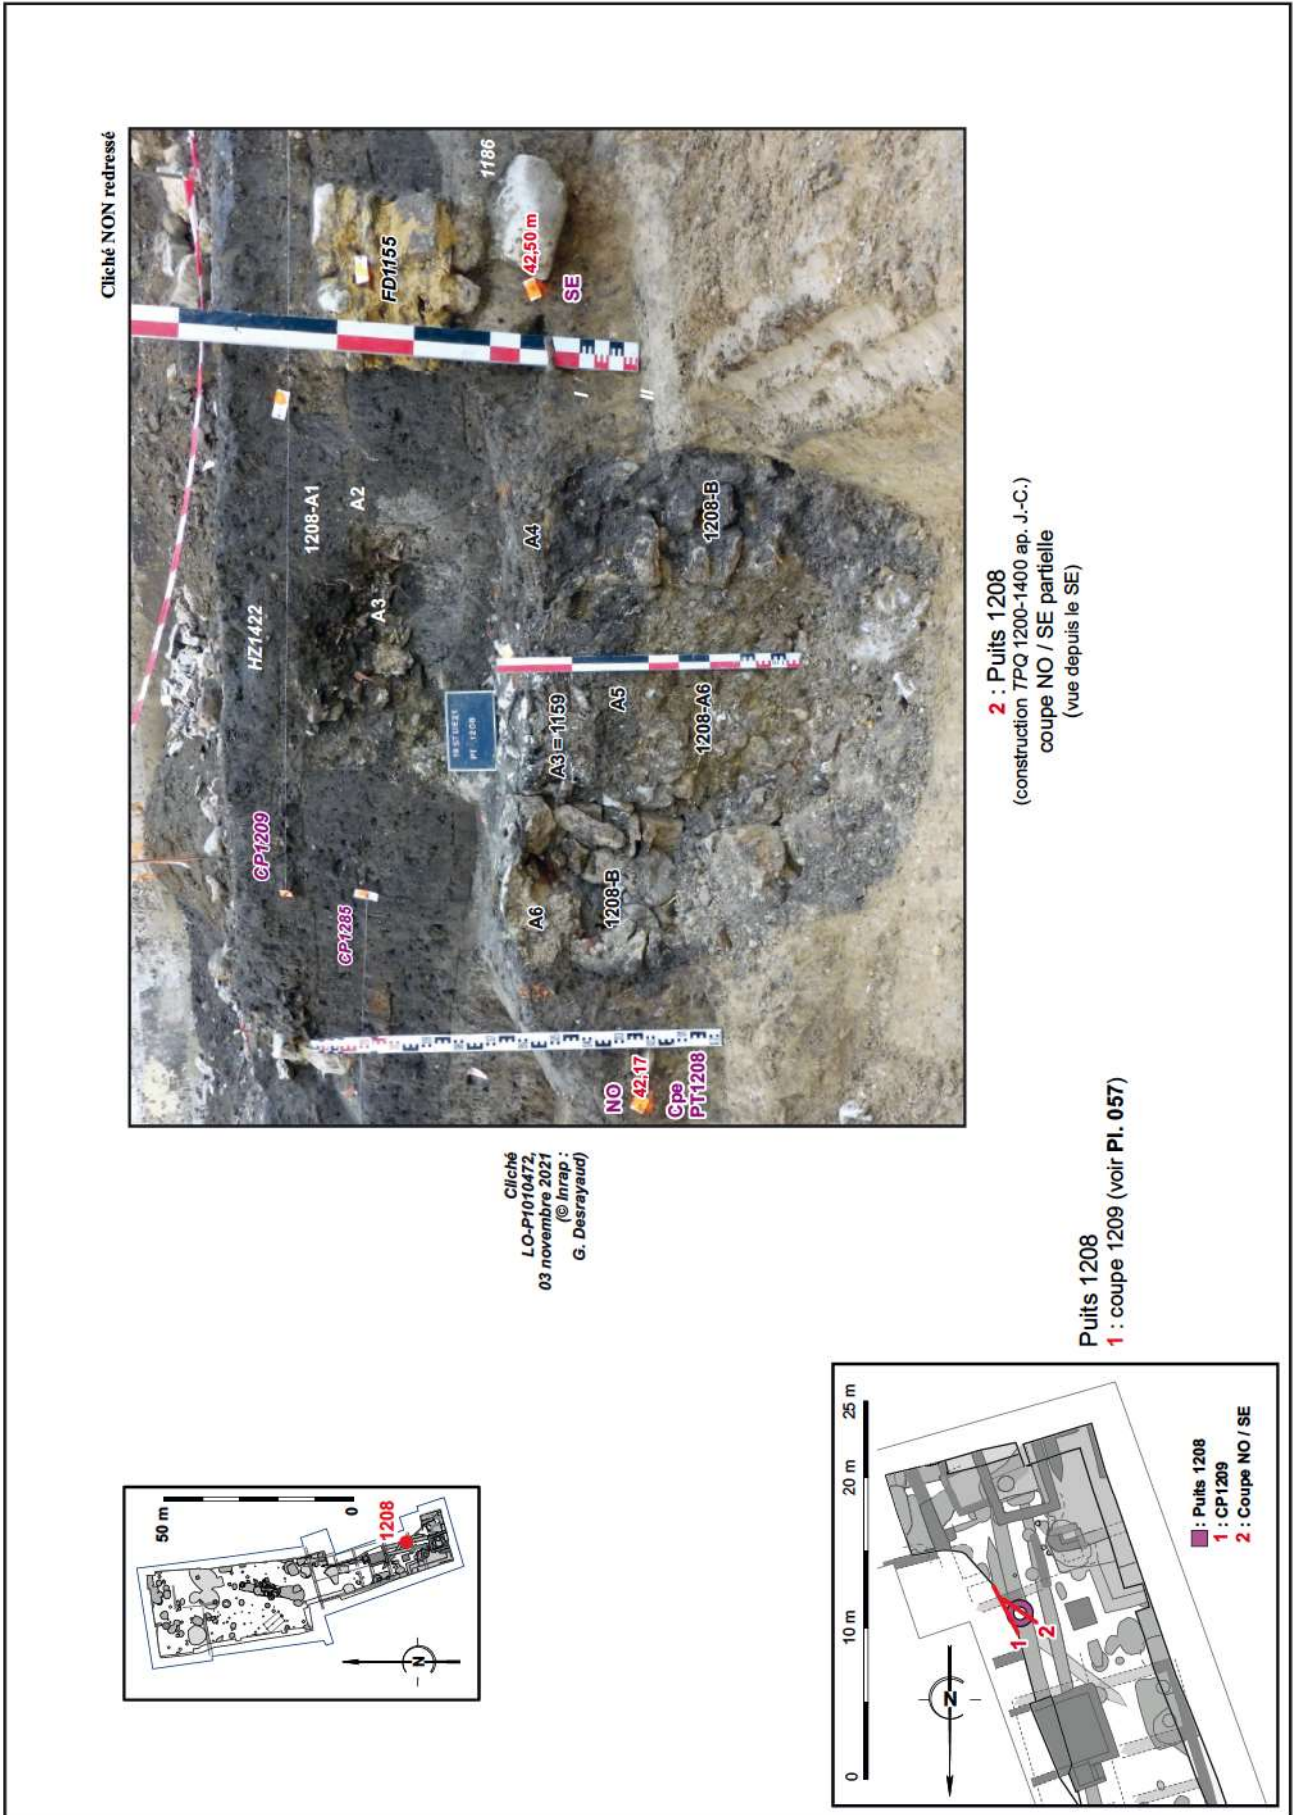 Cliché NON redressé
HZ1422
CP1209
CP1285
1208-A1
A2
A3
FD1155
1186
42,50 m
SE
I
II
A4
PT 1208
A3 = 1159
A5
1208-A6
1208-B
A6
1208-B
NO
42,17
Cpe
PT1208
Cliché
LO-P1010472,
03 novembre 2021
(© Inrap :
G. Desrayaud)
2 : Puits 1208
(construction TPQ 1200-1400 ap. J.-C.)
coupe NO / SE partielle
(vue depuis le SE)
Puits 1208
1 : coupe 1209 (voir Pl. 057)
50 m
0
1208
N
0
10 m
20 m
25 m
N
1
2
: Puits 1208
1 : CP1209
2 : Coupe NO / SE